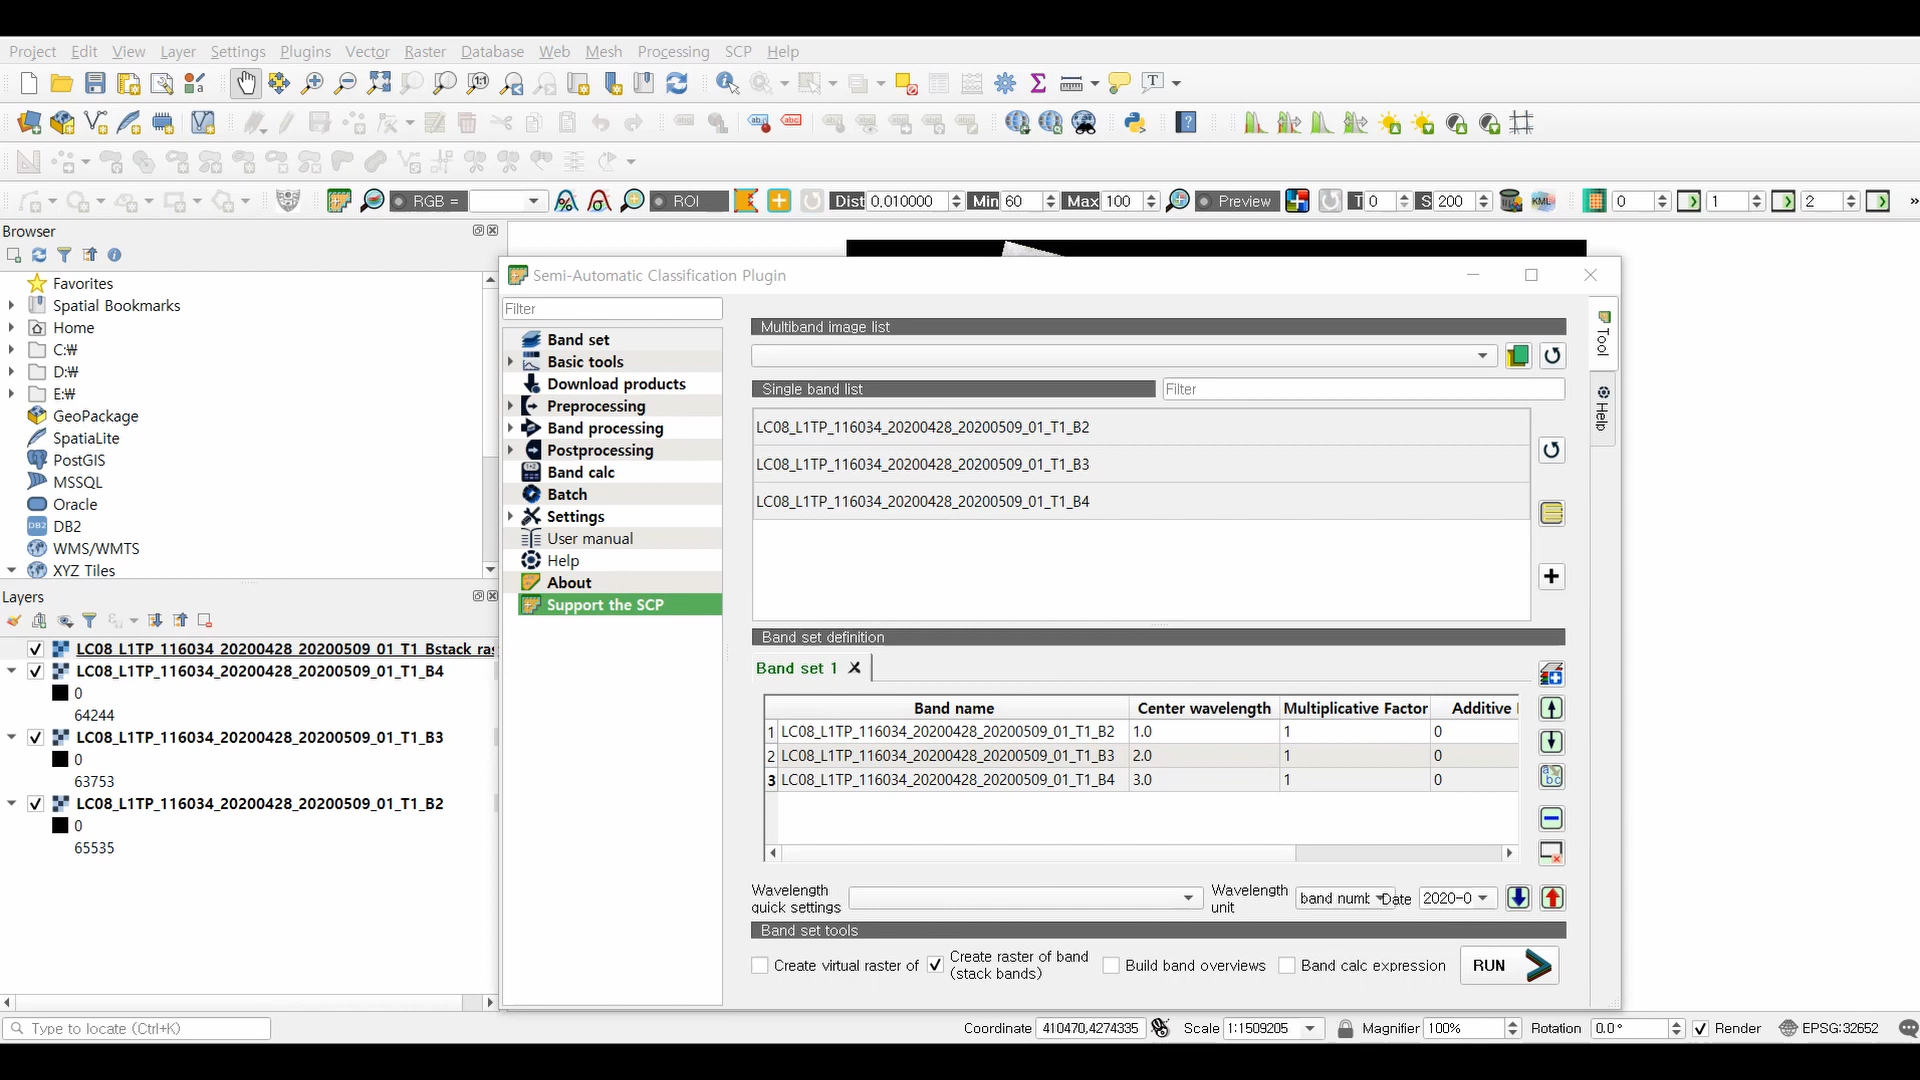 Project Edit View Layer Settings Plugins Vector Raster Database Web Mesh Processing SCP Help
RGB = ROI Dist 0.010000 Min 60 Max 100 Preview T 0 S 200 KML 0 1 2 »
Browser
Favorites
Spatial Bookmarks
Home
C:₩
D:₩
E:₩
GeoPackage
SpatiaLite
PostGIS
MSSQL
Oracle
DB2
WMS/WMTS
XYZ Tiles
Layers
LC08_L1TP_116034_20200428_20200509_01_T1_Bstack_ras
LC08_L1TP_116034_20200428_20200509_01_T1_B4
0
64244
LC08_L1TP_116034_20200428_20200509_01_T1_B3
0
63753
LC08_L1TP_116034_20200428_20200509_01_T1_B2
0
65535
Semi-Automatic Classification Plugin
Filter
Band set
Basic tools
Download products
Preprocessing
Band processing
Postprocessing
Band calc
Batch
Settings
User manual
Help
About
Support the SCP
Multiband image list
Single band list Filter
LC08_L1TP_116034_20200428_20200509_01_T1_B2
LC08_L1TP_116034_20200428_20200509_01_T1_B3
LC08_L1TP_116034_20200428_20200509_01_T1_B4
Band set definition
Band set 1
Band name Center wavelength Multiplicative Factor Additive
1 LC08_L1TP_116034_20200428_20200509_01_T1_B2 1.0 1 0
2 LC08_L1TP_116034_20200428_20200509_01_T1_B3 2.0 1 0
3 LC08_L1TP_116034_20200428_20200509_01_T1_B4 3.0 1 0
Wavelength
quick settings
Wavelength
unit
band numb Date 2020-0
Band set tools
Create virtual raster of
Create raster of band
(stack bands)
Build band overviews Band calc expression RUN
Tool
Help
Type to locate (Ctrl+K) Coordinate 410470,4274335 Scale 1:1509205 Magnifier 100% Rotation 0.0° Render EPSG:32652